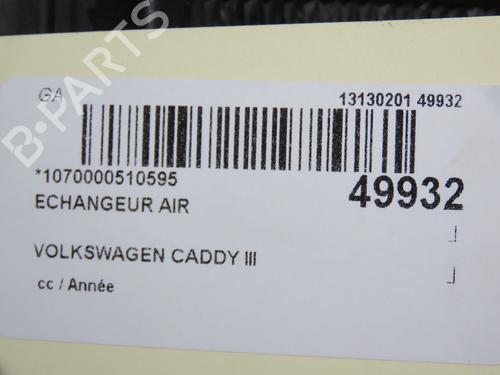 GA
13130201 49932
B-PARTS
*1070000510595
49932
ECHANGEUR AIR
VOLKSWAGEN CADDY III
cc / Année